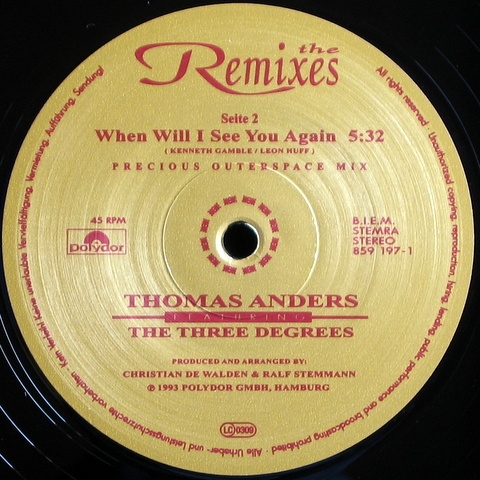 the
Remixes
Seite 2
When Will I See You Again 5:32
( KENNETH GAMBLE / LEON HUFF )
PRECIOUS OUTERSPACE MIX
45 RPM
polydor
B.I.E.M.
STEMRA
STEREO
859 197-1
THOMAS ANDERS
FEATURING
THE THREE DEGREES
PRODUCED AND ARRANGED BY:
CHRISTIAN DE WALDEN & RALF STEMMANN
℗ 1993 POLYDOR GMBH, HAMBURG
LC 0309
All rights reserved · Unauthorized copying, reproduction, hiring, lending public performance and broadcasting prohibited · Alle Urheber- und Leistungsschutzrechte vorbehalten · Kein Verleih! Keine unerlaubte Vervielfältigung, Vermietung, Aufführung, Sendung!